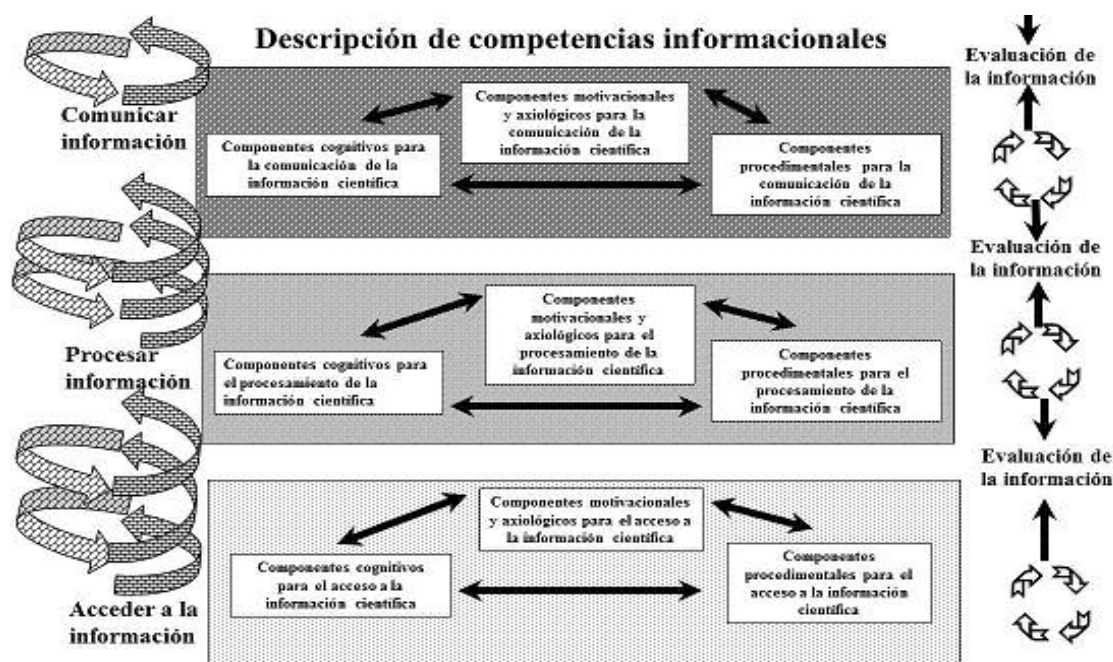 Descripción de competencias informacionales
Comunicar
información
Componentes cognitivos para
la comunicación de la
información científica
Componentes motivacionales
y axiológicos para la
comunicación de la
información científica
Componentes
procedimentales para la
comunicación de la
información científica
Evaluación de
la información
Procesar
información
Componentes cognitivos para
el procesamiento de la
información científica
Componentes
motivacionales y
axiológicos para el
procesamiento de la
información científica
Componentes
procedimentales para el
procesamiento de la
información científica
Evaluación de
la información
Acceder a la
información
Componentes cognitivos
para el acceso a la
información científica
Componentes motivacionales
y axiológicos para el acceso a
la información científica
Componentes
procedimentales para el
acceso a la información
científica
Evaluación de
la información